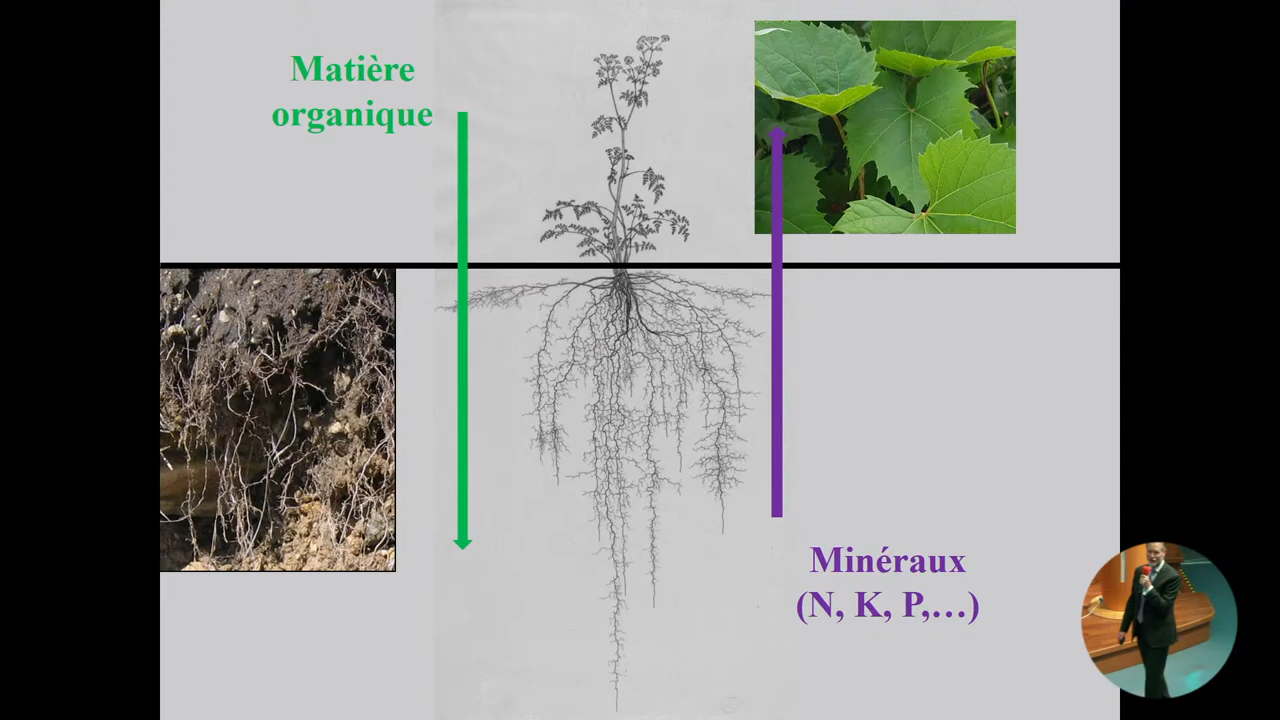 Matière
organique
Minéraux
(N, K, P,…)